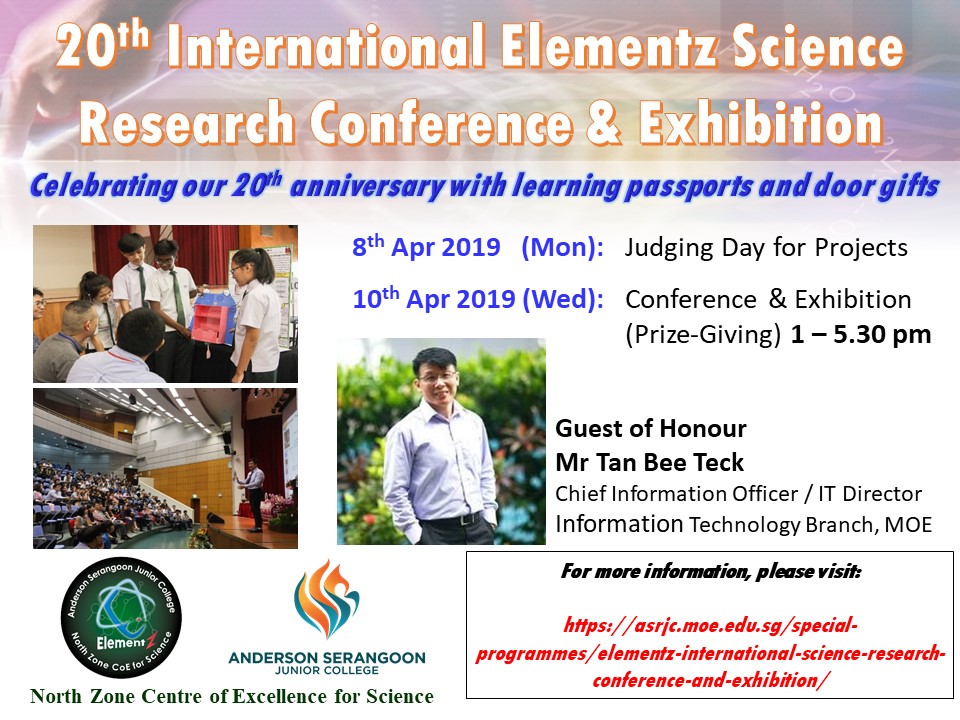 20th International Elementz Science
Research Conference & Exhibition
Celebrating our 20th anniversary with learning passports and door gifts
8th Apr 2019 (Mon): Judging Day for Projects
10th Apr 2019 (Wed): Conference & Exhibition
(Prize-Giving) 1 – 5.30 pm
Guest of Honour
Mr Tan Bee Teck
Chief Information Officer / IT Director
Information Technology Branch, MOE
Anderson Serangoon Junior College
ElementZ
North Zone CoE for Science
ANDERSON SERANGOON
JUNIOR COLLEGE
North Zone Centre of Excellence for Science
For more information, please visit:
https://asrjc.moe.edu.sg/special-
programmes/elementz-international-science-research-
conference-and-exhibition/